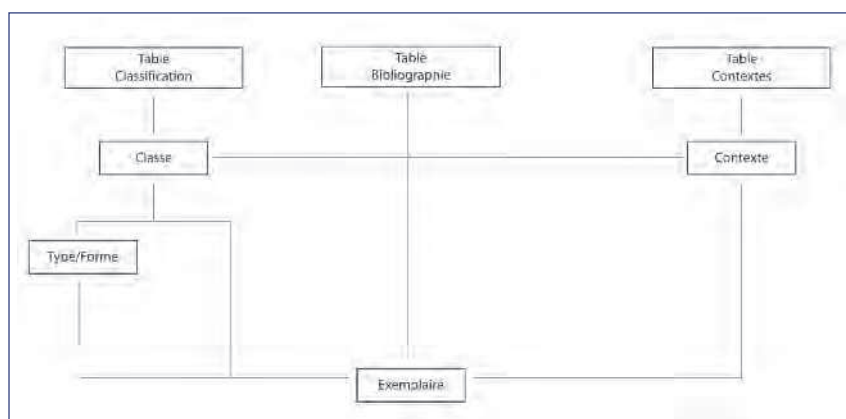 Table
Classification
Table
Bibliographie
Table
Contextes
Classe
Contexte
Type/Forme
Exemplaire